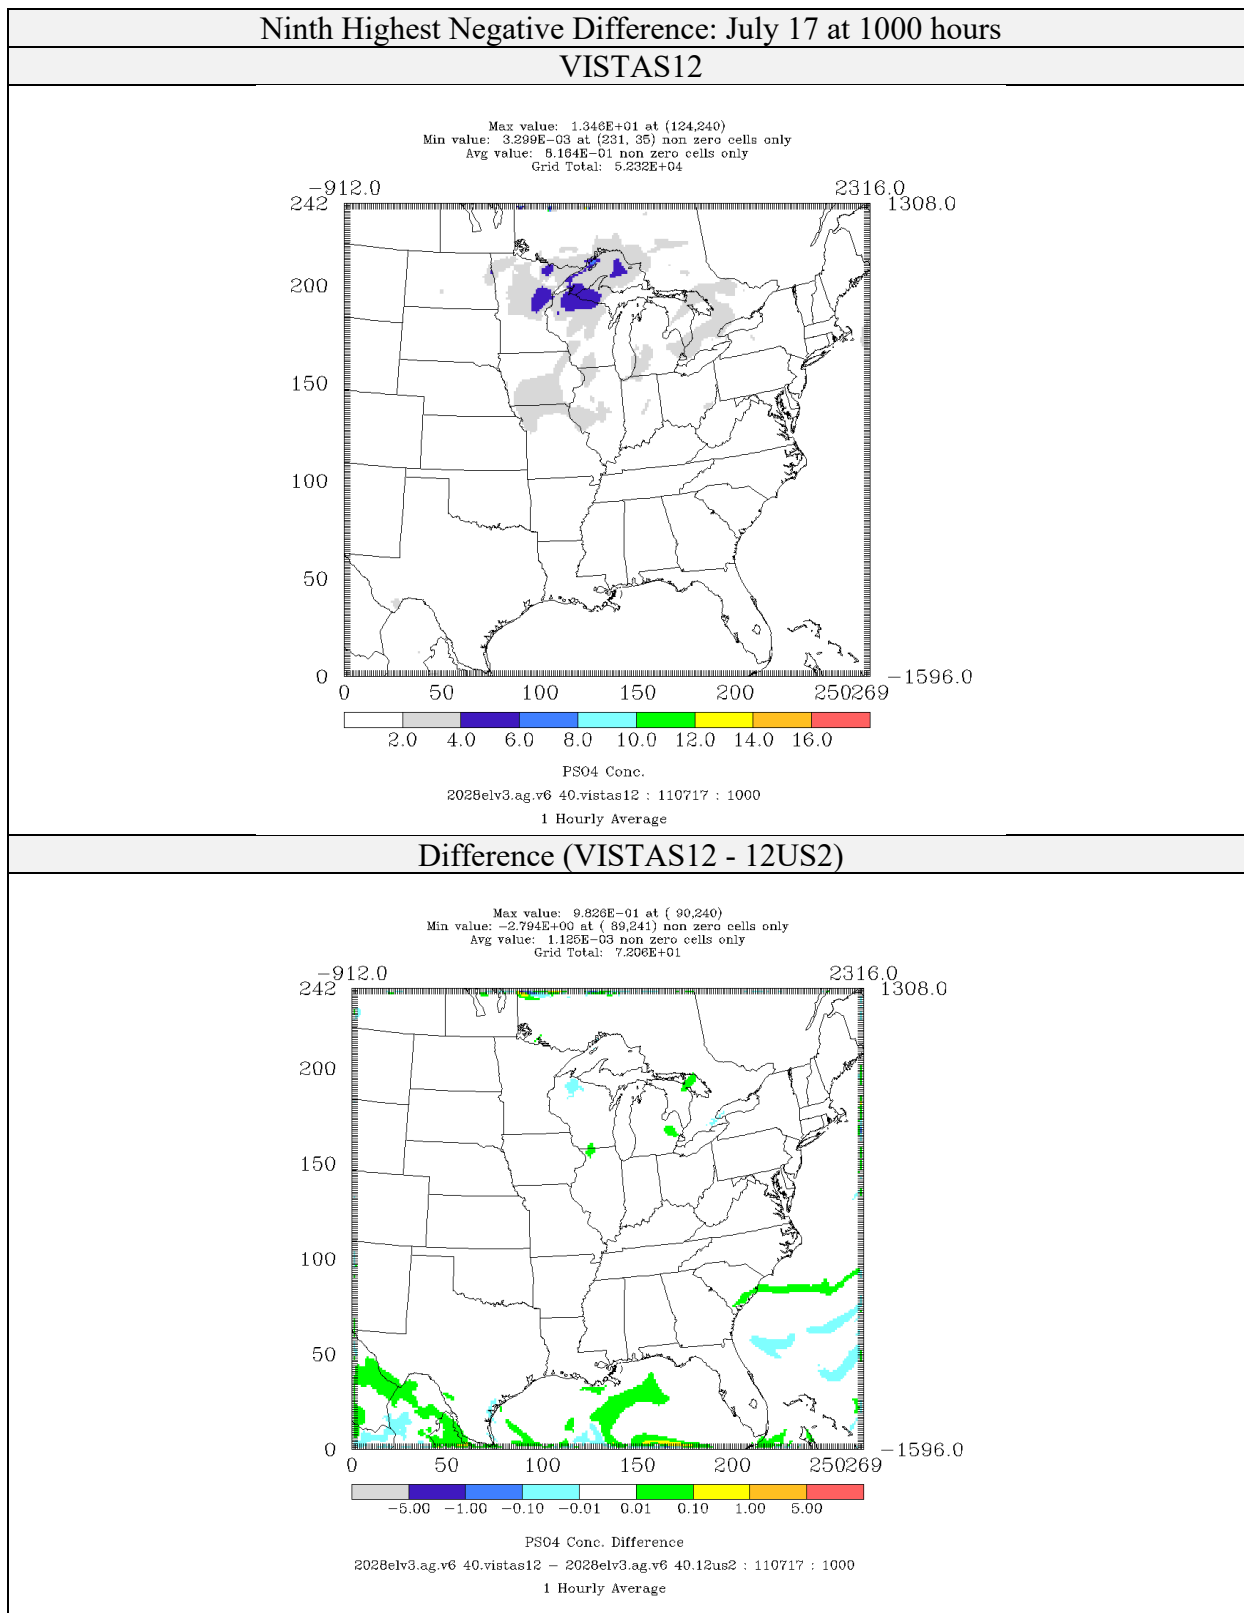 Ninth Highest Negative Difference: July 17 at 1000 hours
VISTAS12
Max value: 1.346E+01 at (124,240)
Min value: 3.299E-03 at (231, 35) non zero cells only
Avg value: 8.164E-01 non zero cells only
Grid Total: 5.232E+04
-912.0 2316.0
242 1308.0
200
150
100
50
0 -1596.0
0 50 100 150 200 250269
2.0 4.0 6.0 8.0 10.0 12.0 14.0 16.0
PSO4 Conc.
2028elv3.ag.v6 40.vistas12 : 110717 : 1000
1 Hourly Average
Difference (VISTAS12 - 12US2)
Max value: 9.826E-01 at ( 90,240)
Min value: -2.794E+00 at ( 89,241) non zero cells only
Avg value: 1.125E-03 non zero cells only
Grid Total: 7.206E+01
-912.0 2316.0
242 1308.0
200
150
100
50
0 -1596.0
0 50 100 150 200 250269
-5.00 -1.00 -0.10 -0.01 0.01 0.10 1.00 5.00
PSO4 Conc. Difference
2028elv3.ag.v6 40.vistas12 - 2028elv3.ag.v6 40.12us2 : 110717 : 1000
1 Hourly Average